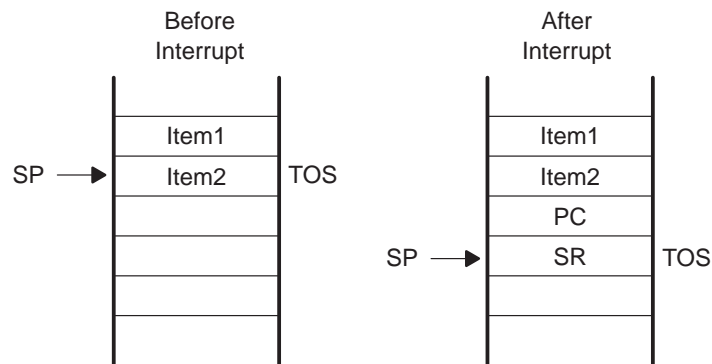 Before
Interrupt
Item1
SP
Item2
TOS
After
Interrupt
Item1
Item2
PC
SP
SR
TOS